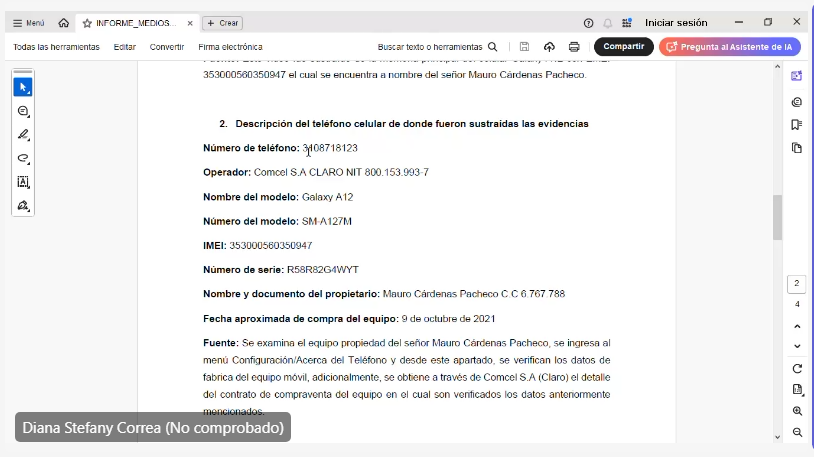 Menú
INFORME_MEDIOS...
Crear
Iniciar sesión
Todas las herramientas Editar Convertir Firma electrónica
Buscar texto o herramientas
Compartir
Pregunta al Asistente de IA
353000560350947 el cual se encuentra a nombre del señor Mauro Cárdenas Pacheco.
2. Descripción del teléfono celular de donde fueron sustraídas las evidencias
Número de teléfono: 3108718123
Operador: Comcel S.A CLARO NIT 800.153.993-7
Nombre del modelo: Galaxy A12
Número del modelo: SM-A127M
IMEI: 353000560350947
Número de serie: R58R82G4WYT
Nombre y documento del propietario: Mauro Cárdenas Pacheco C.C 6.767.788
Fecha aproximada de compra del equipo: 9 de octubre de 2021
Fuente: Se examina el equipo propiedad del señor Mauro Cárdenas Pacheco, se ingresa al
menú Configuración/Acerca del Teléfono y desde este apartado, se verifican los datos de
fabrica del equipo móvil, adicionalmente, se obtiene a través de Comcel S.A (Claro) el detalle
del contrato de compraventa del equipo en el cual son verificados los datos anteriormente
mencionados.
Diana Stefany Correa (No comprobado)
2
4